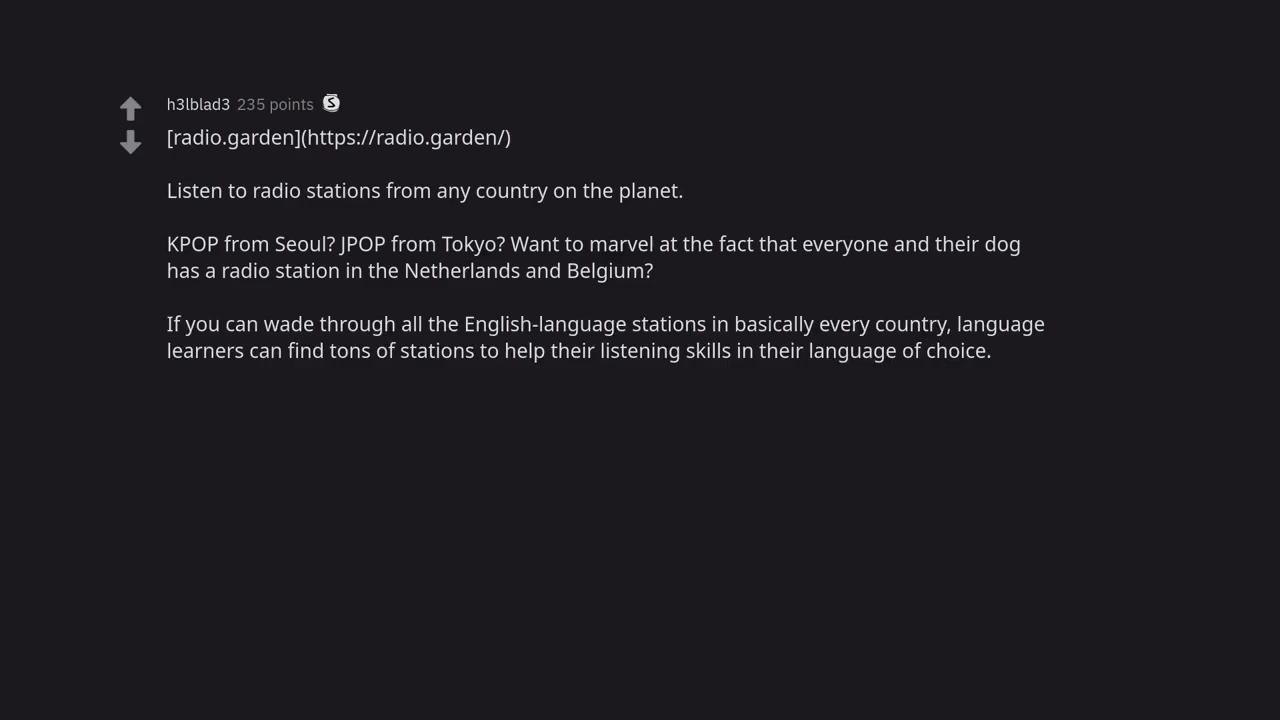 h3lblad3 235 points
[radio.garden](https://radio.garden/)
Listen to radio stations from any country on the planet.
KPOP from Seoul? JPOP from Tokyo? Want to marvel at the fact that everyone and their dog
has a radio station in the Netherlands and Belgium?
If you can wade through all the English-language stations in basically every country, language
learners can find tons of stations to help their listening skills in their language of choice.